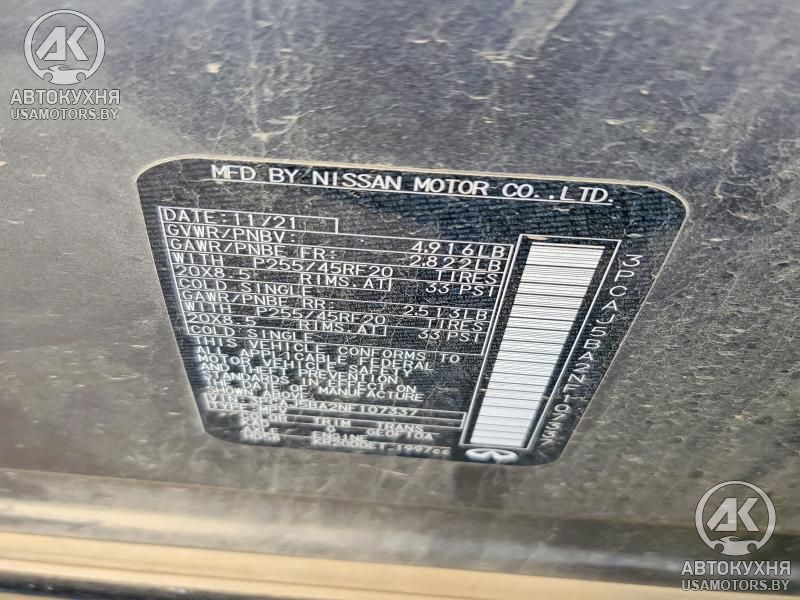 AK
АВТОКУХНЯ
USAMOTORS.BY
MFD BY NISSAN MOTOR CO.,LTD.
DATE: 11/21
GVWR/PNBV: 4916LB
GAWR/PNBE FR: 2822LB
WITH P255/45RF20 TIRES
20X8.5 RIMS.AT 33 PSI
COLD SINGLE
GAWR/PNBE RR: 2513LB
WITH P255/45RF20 TIRES
20X8.5 RIMS.AT 33 PSI
COLD SINGLE
THIS VEHICLE CONFORMS TO
ALL APPLICABLE FEDERAL
MOTOR VEHICLE SAFETY
AND THEFT PREVENTION
STANDARDS IN EFFECT ON
THE DATE OF MANUFACTURE
SHOWN ABOVE
TYPE:MPV
TRIM TRANS
ENGINE
AK
АВТОКУХНЯ
USAMOTORS.BY